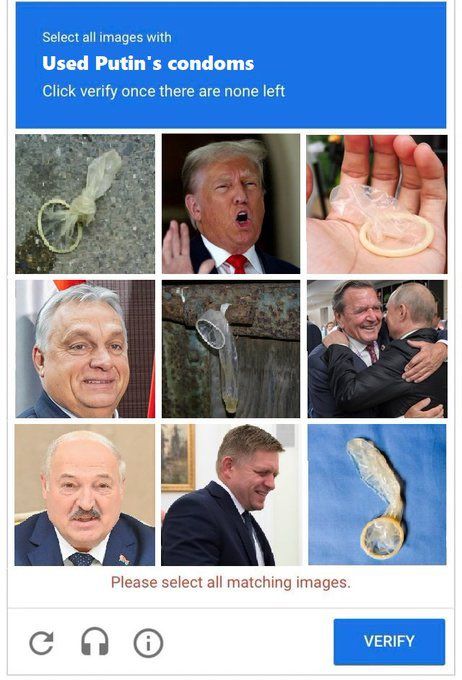 Select all images with
Used Putin's condoms
Click verify once there are none left
Please select all matching images.
VERIFY